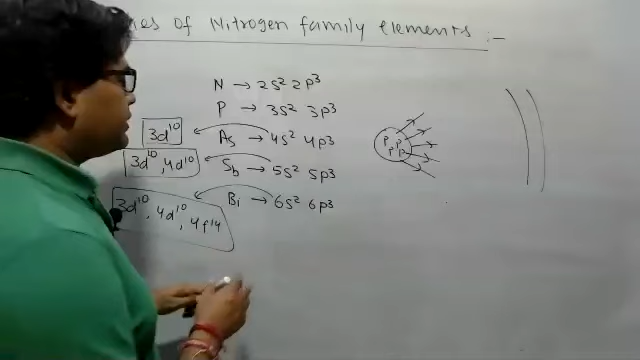 of Nitrogen family elements :-
N → 2s² 2p³
P → 3s² 3p³
3d¹⁰ As → 4s² 4p³
3d¹⁰, 4d¹⁰ Sb → 5s² 5p³
3d¹⁰, 4d¹⁰, 4f¹⁴ Bi → 6s² 6p³
P P P P